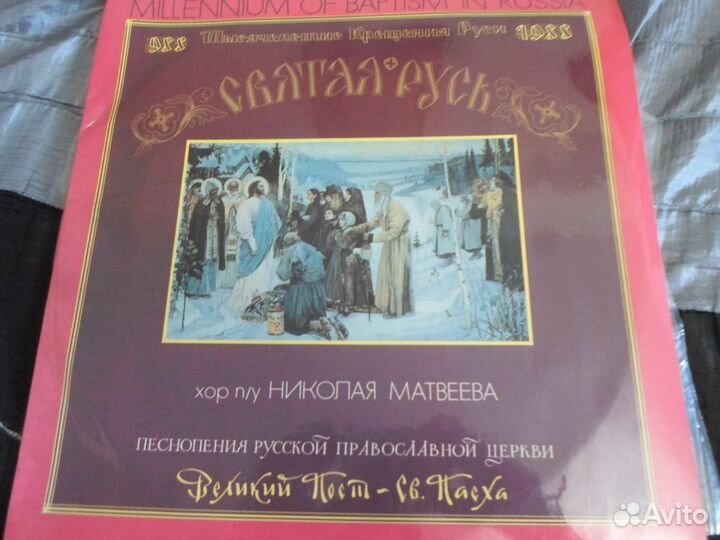 MILLENNIUM OF BAPTISM IN RUSSIA
988 Тысячелетие Крещения Руси 1988
СВЯТАЯ РУСЬ
хор п/у НИКОЛАЯ МАТВЕЕВА
ПЕСНОПЕНИЯ РУССКОЙ ПРАВОСЛАВНОЙ ЦЕРКВИ
Великий Пост - Св. Пасха
Avito